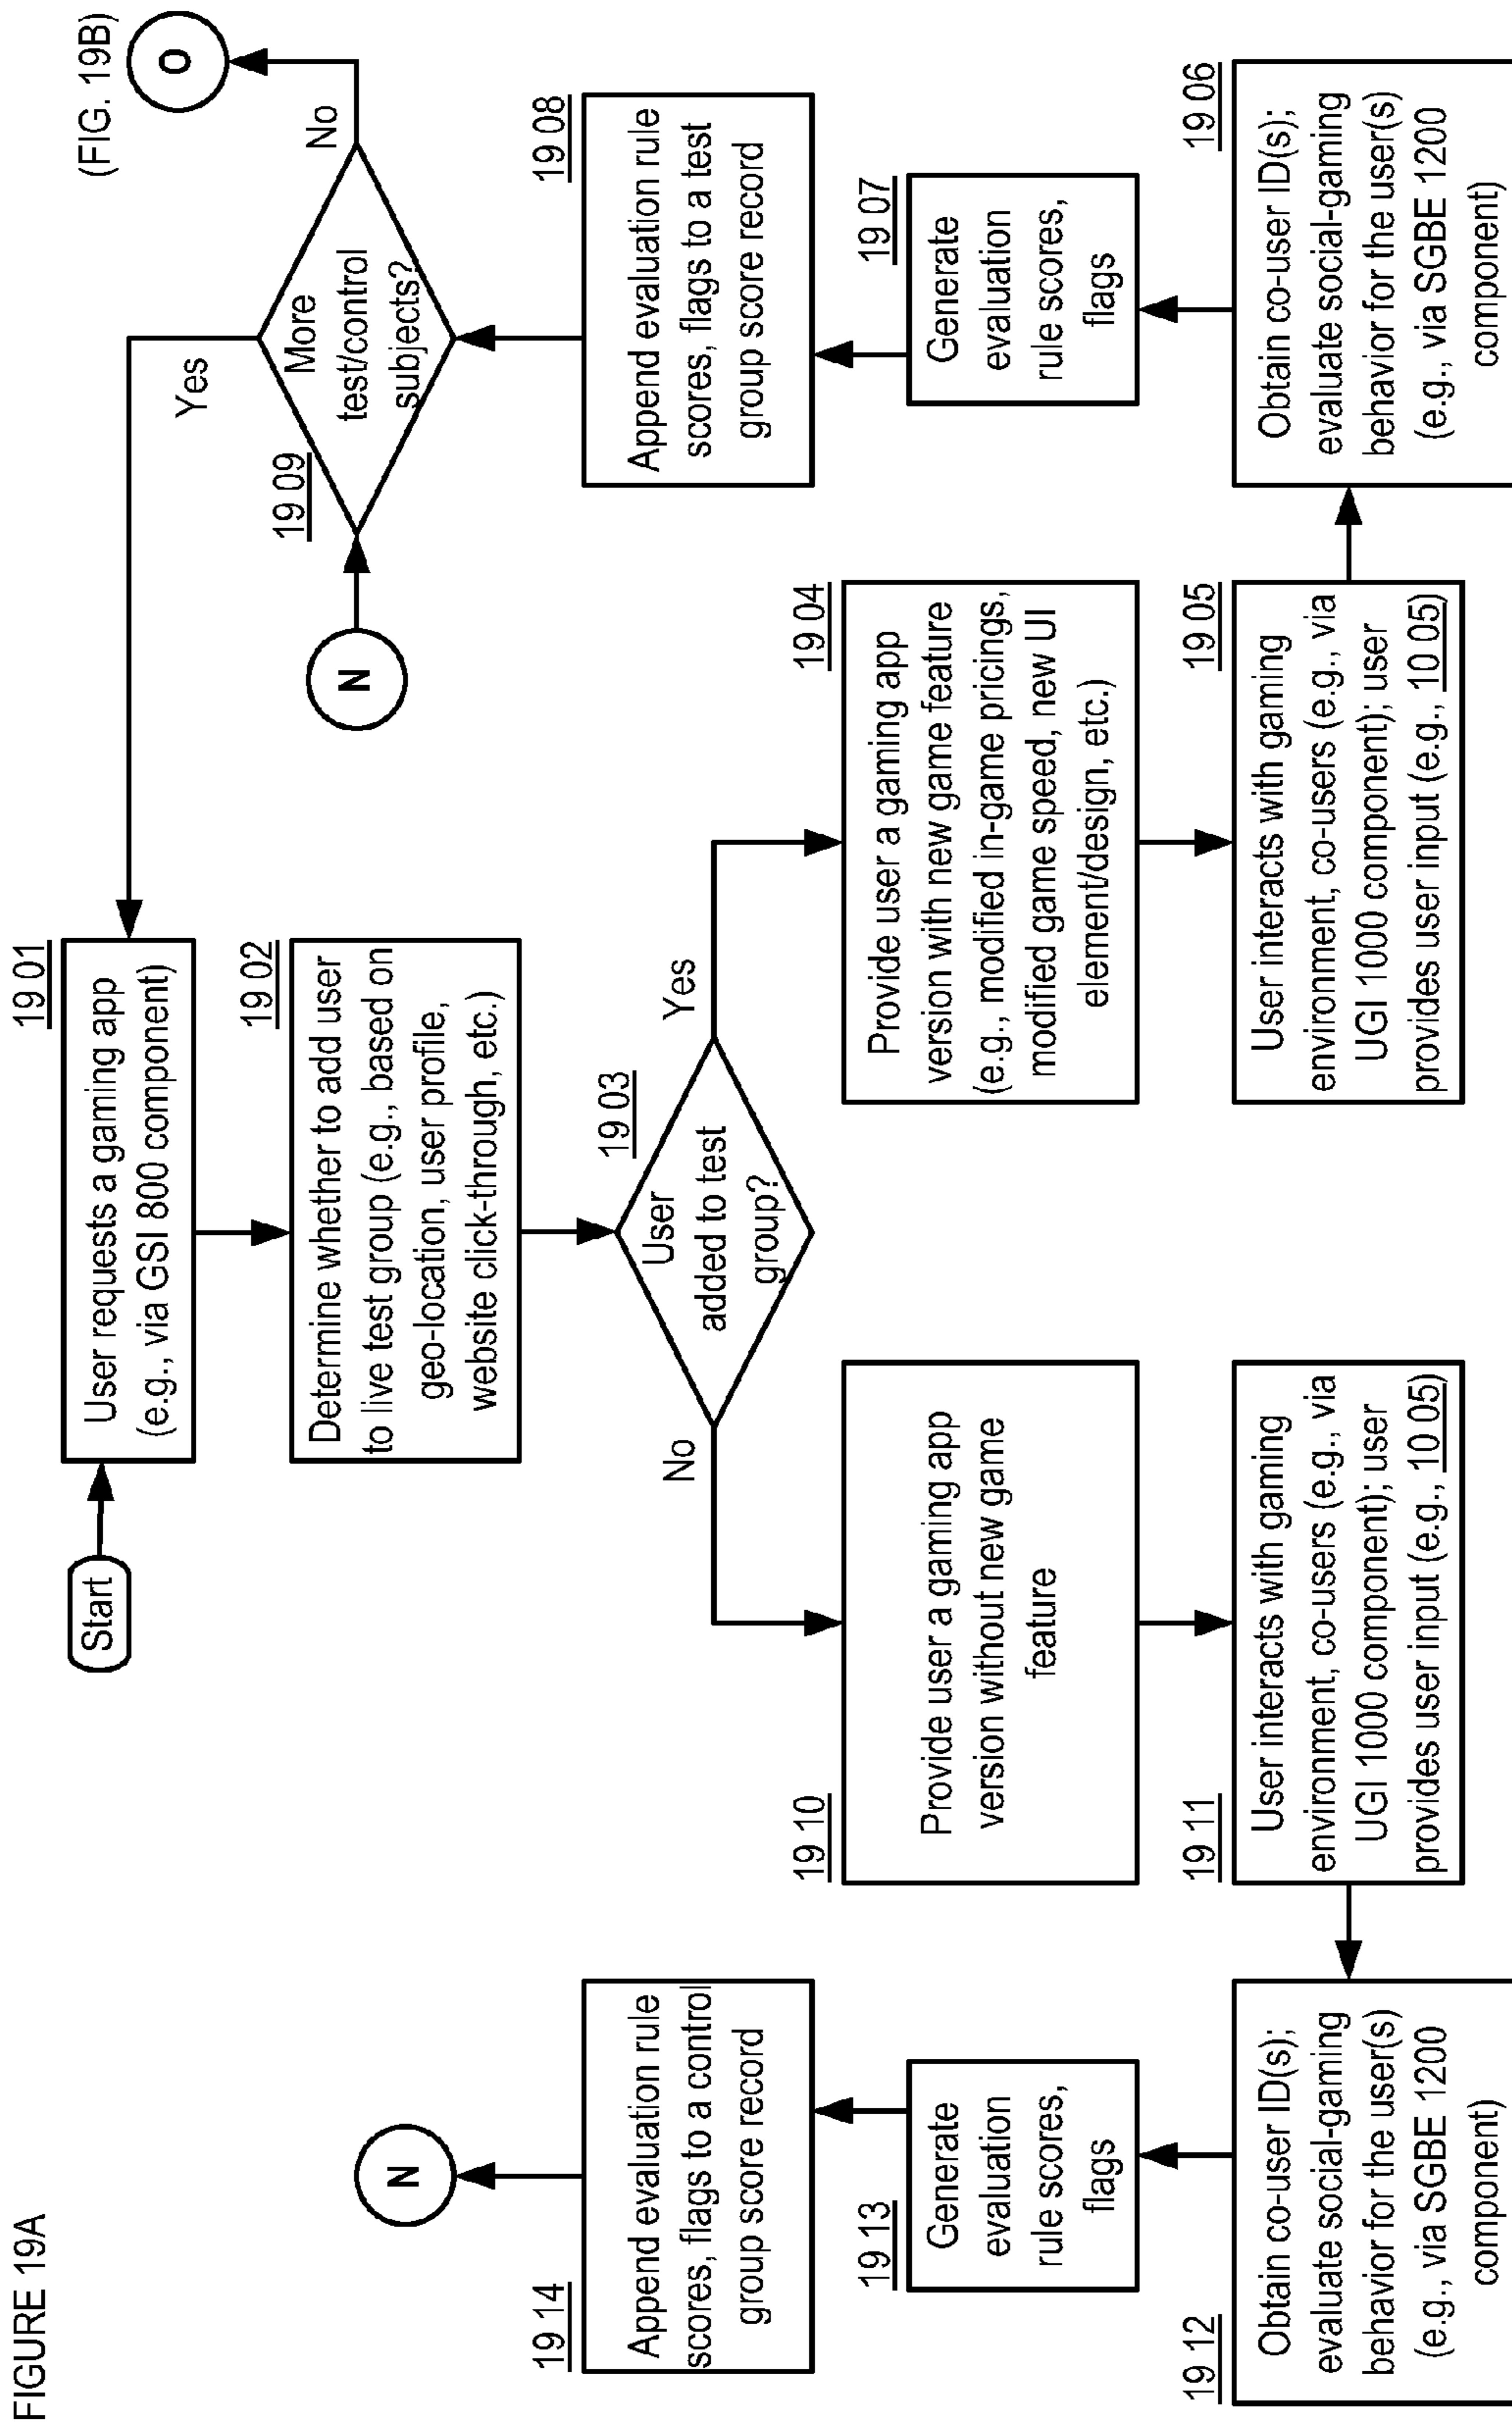 FIGURE 19A
Start
19 01
User requests a gaming app
(e.g., via GSI 800 component)
19 02
Determine whether to add user
to live test group (e.g., based on
geo-location, user profile,
website click-through, etc.)
19 03
User
added to test
group?
Yes
No
19 04
Provide user a gaming app
version with new game feature
(e.g., modified in-game pricings,
modified game speed, new UI
element/design, etc.)
19 05
User interacts with gaming
environment, co-users (e.g., via
UGI 1000 component); user
provides user input (e.g., 10 05)
19 06
Obtain co-user ID(s);
evaluate social-gaming
behavior for the user(s)
(e.g., via SGBE 1200
component)
19 07
Generate
evaluation
rule scores,
flags
19 08
Append evaluation rule
scores, flags to a test
group score record
19 09
More
test/control
subjects?
Yes
No
N
O
(FIG. 19B)
19 10
Provide user a gaming app
version without new game
feature
19 11
User interacts with gaming
environment, co-users (e.g., via
UGI 1000 component); user
provides user input (e.g., 10 05)
19 12
Obtain co-user ID(s);
evaluate social-gaming
behavior for the user(s)
(e.g., via SGBE 1200
component)
19 13
Generate
evaluation
rule scores,
flags
19 14
Append evaluation rule
scores, flags to a control
group score record
N